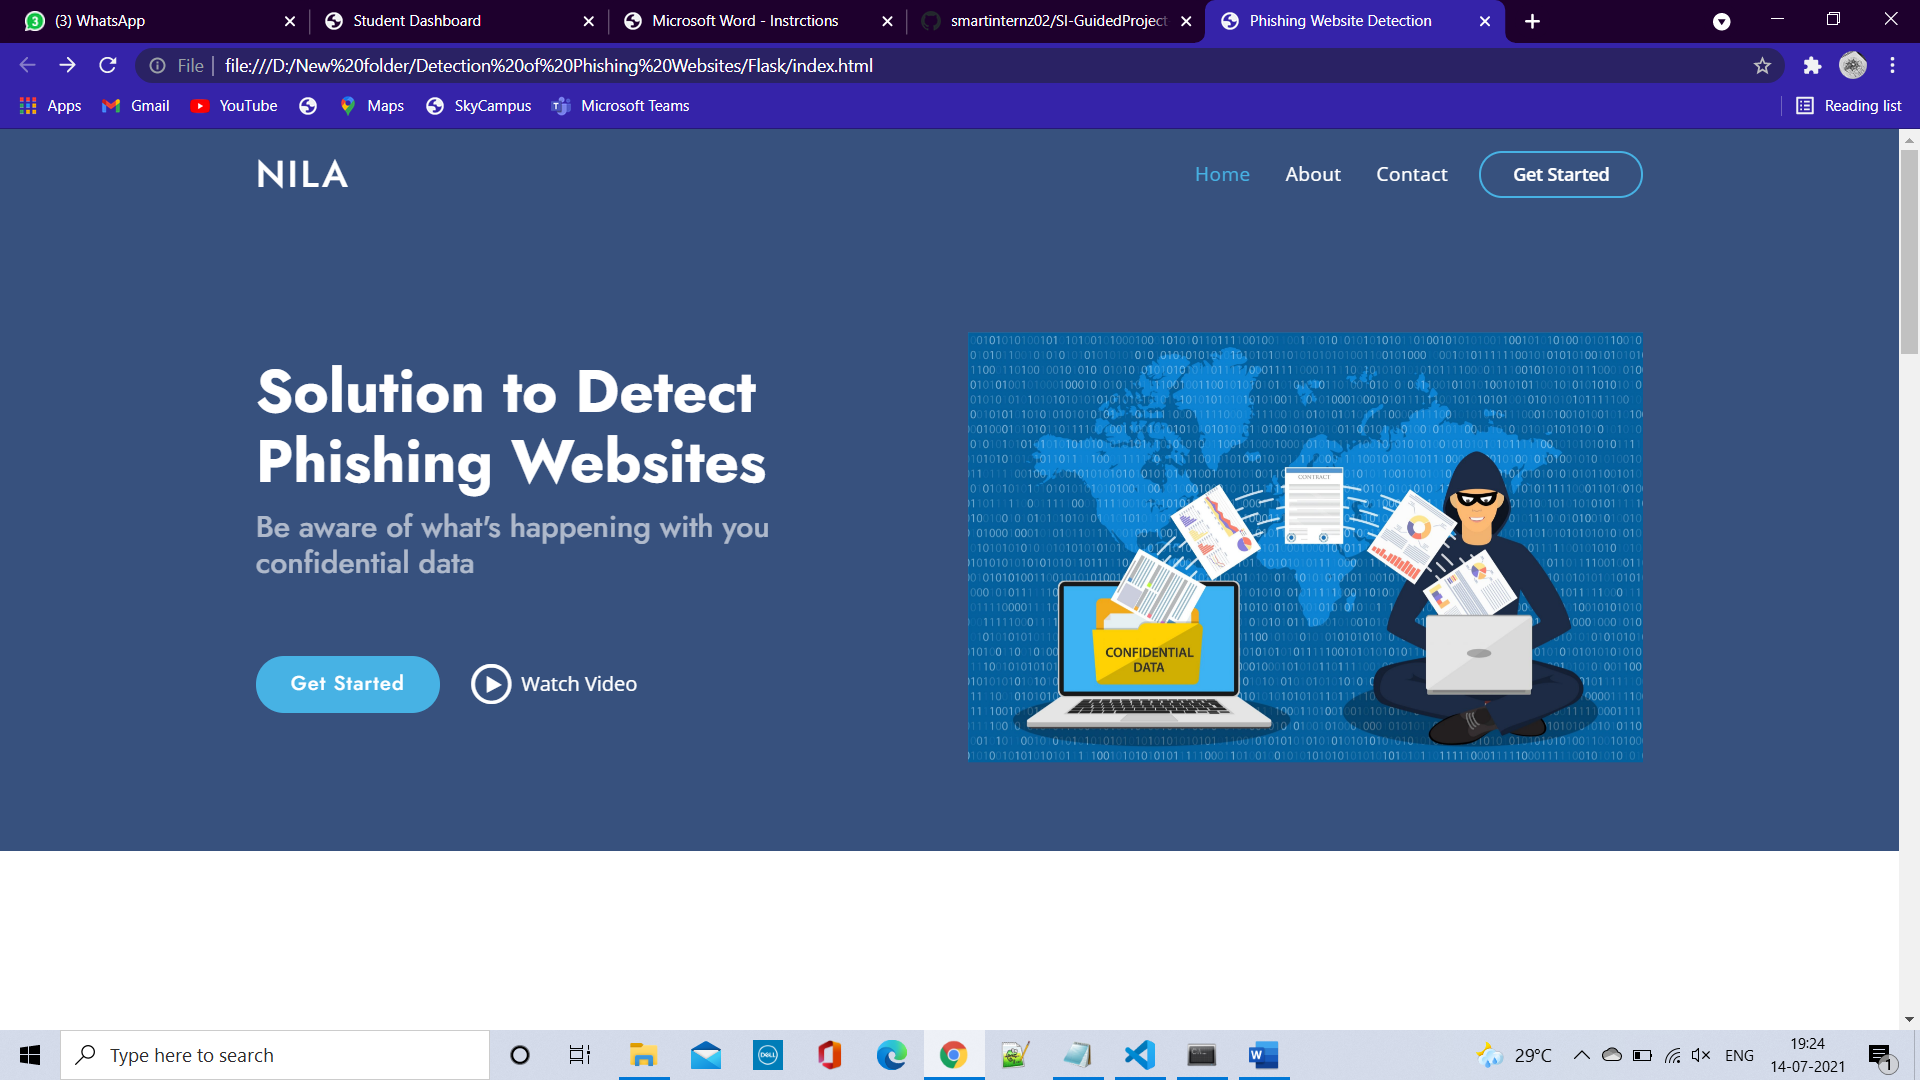 (3) WhatsApp
Student Dashboard
Microsoft Word - Instrctions
smartinternz02/SI-GuidedProject
Phishing Website Detection
File | file:///D:/New%20folder/Detection%20of%20Phishing%20Websites/Flask/index.html
Apps
Gmail
YouTube
Maps
SkyCampus
Microsoft Teams
Reading list
NILA
Home
About
Contact
Get Started
Solution to Detect
Phishing Websites
Be aware of what's happening with you
confidential data
Get Started
Watch Video
CONTRACT
CONFIDENTIAL
DATA
Type here to search
DELL
29°C
ENG
19:24
14-07-2021
1